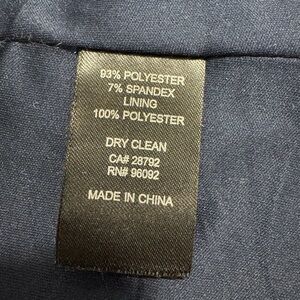 93% POLYESTER
7% SPANDEX
LINING
100% POLYESTER
DRY CLEAN
CA# 28792
RN# 96092
MADE IN CHINA